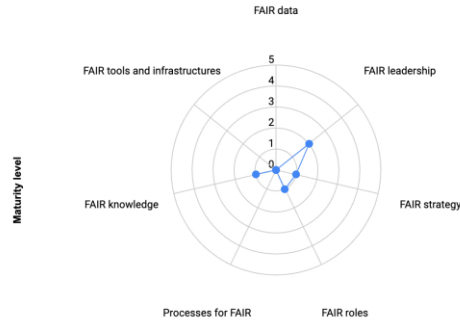 FAIR data
FAIR tools and infrastructures
FAIR leadership
5
4
3
2
1
0
Maturity level
FAIR knowledge
FAIR strategy
Processes for FAIR
FAIR roles